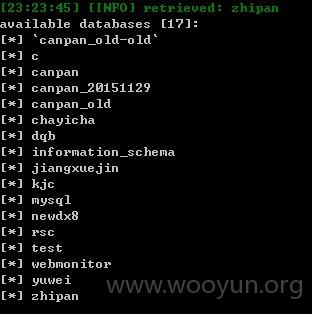 [23:23:45] [INFO] retrieved: zhipan
available databases [17]:
[*] `canpan_old-old`
[*] c
[*] canpan
[*] canpan_20151129
[*] canpan_old
[*] chayicha
[*] dqb
[*] information_schema
[*] jiangxuejin
[*] kjc
[*] mysql
[*] newdx8
[*] rsc
[*] test
[*] webmonitor
[*] yuwei
[*] zhipan
www.wooyun.org